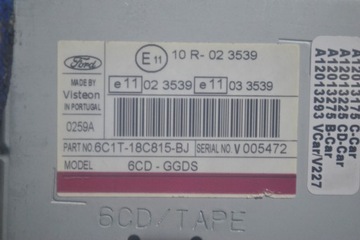 Ford
E 11
10 R- 02 3539
MADE BY
Visteon
IN PORTUGAL
e 11 02 3539 e 11 03 3539
0259A
PART NO. 6C1T-18C815-BJ SERIAL NO. V 005472
MODEL 6CD - GGDS
6CD/TAPE
A12013275 B-Car
A12013225 CD-Car
A12013293 VCar/V227